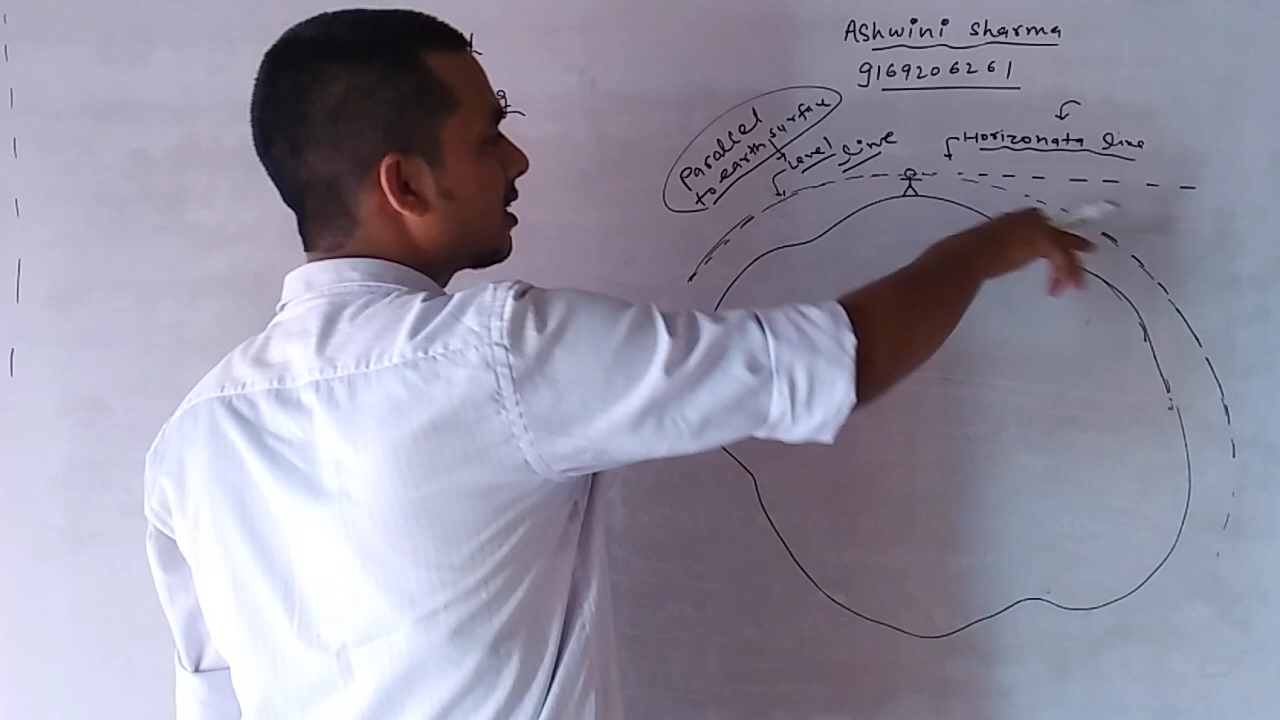 Ashwini Sharma
9169206261
Parallel
to earth surface
Level line
Horizonata line